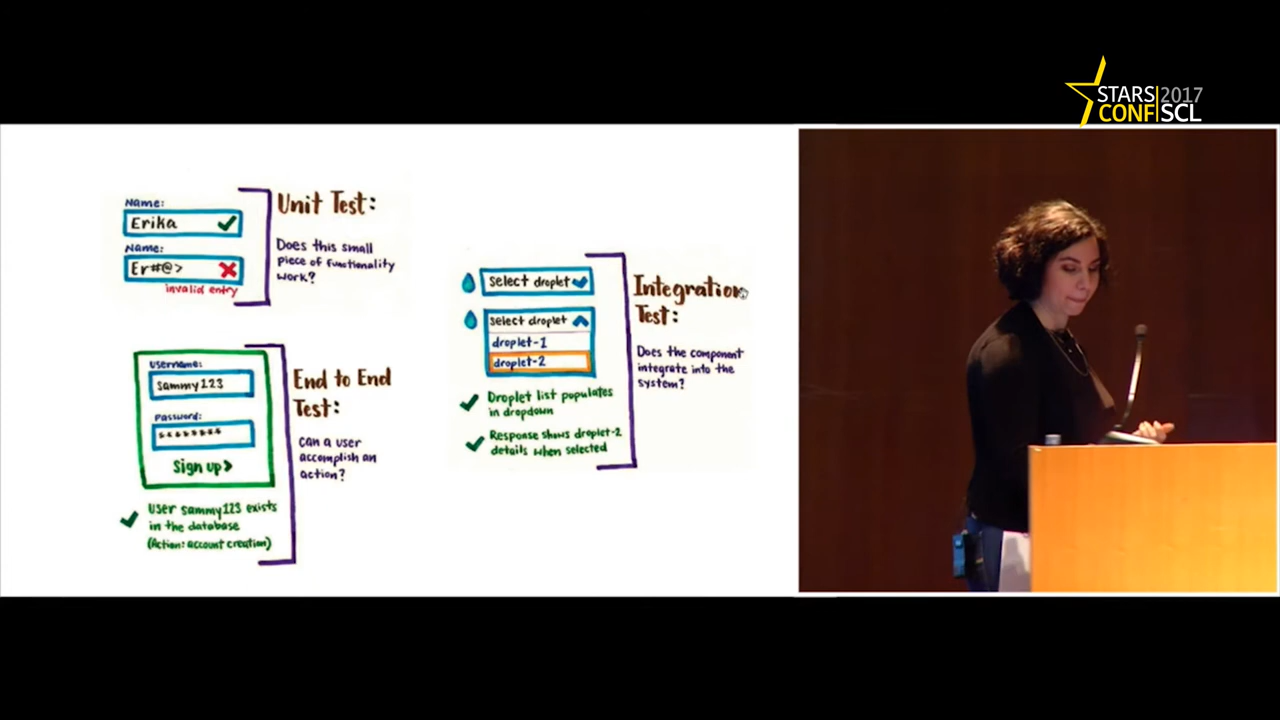 STARS 2017
CONF SCL
Name:
Erika
Name:
Er#@>
invalid entry
Unit Test:
Does this small
piece of functionality
work?
Username:
sammy123
Password:
********
Sign up>
User sammy123 exists
in the database
(Action: account creation)
End to End
Test:
Can a user
accomplish an
action?
Select droplet
Select droplet
droplet-1
droplet-2
Droplet list populates
in dropdown
Response shows droplet-2
details when selected
Integration
Test:
Does the component
integrate into the
system?